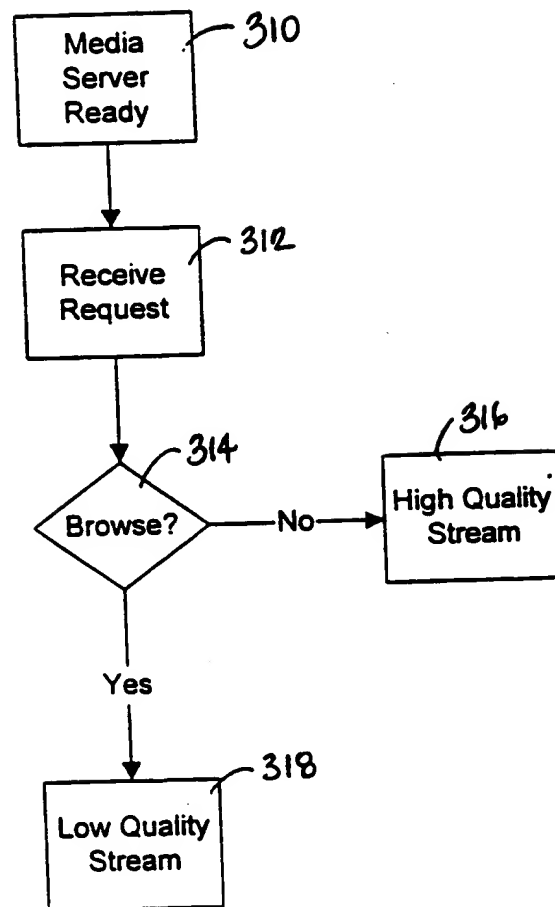 Media
Server
Ready
310
Receive
Request
312
Browse?
314
No
High Quality
Stream
316
Yes
Low Quality
Stream
318